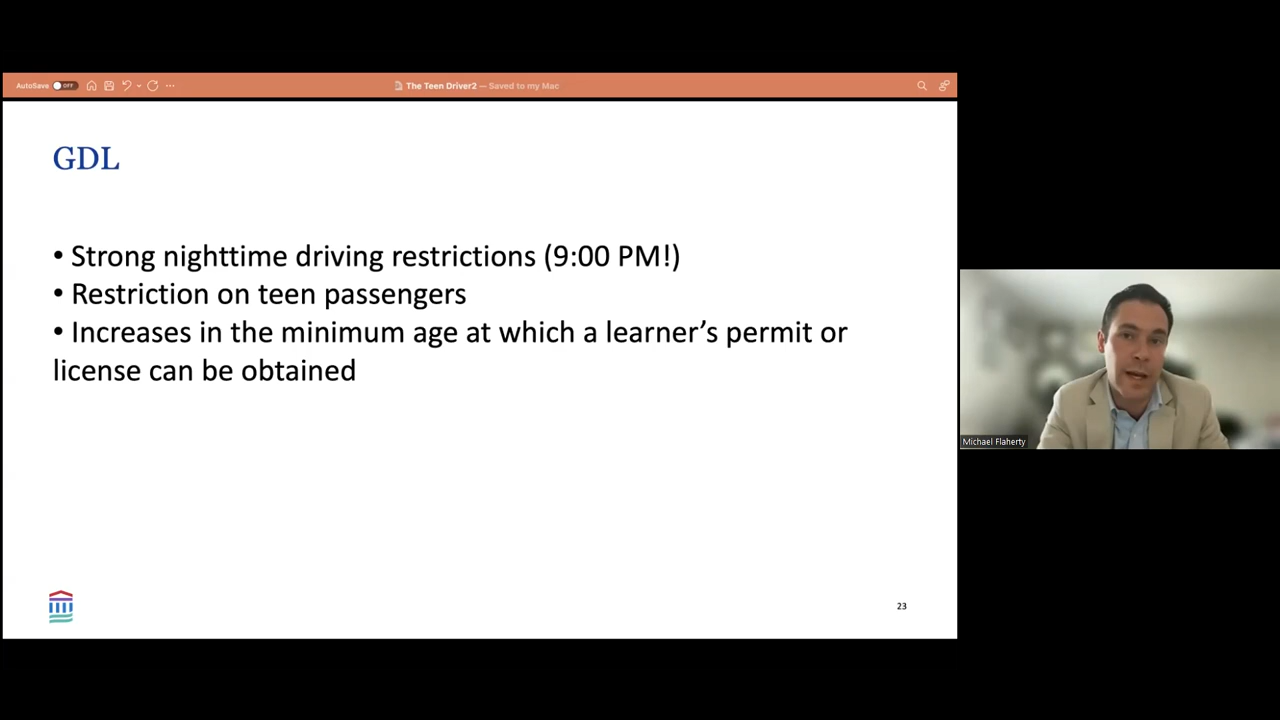 AutoSave OFF
The Teen Driver2 — Saved to my Mac
GDL
• Strong nighttime driving restrictions (9:00 PM!)
• Restriction on teen passengers
• Increases in the minimum age at which a learner’s permit or
license can be obtained
Michael Flaherty
23